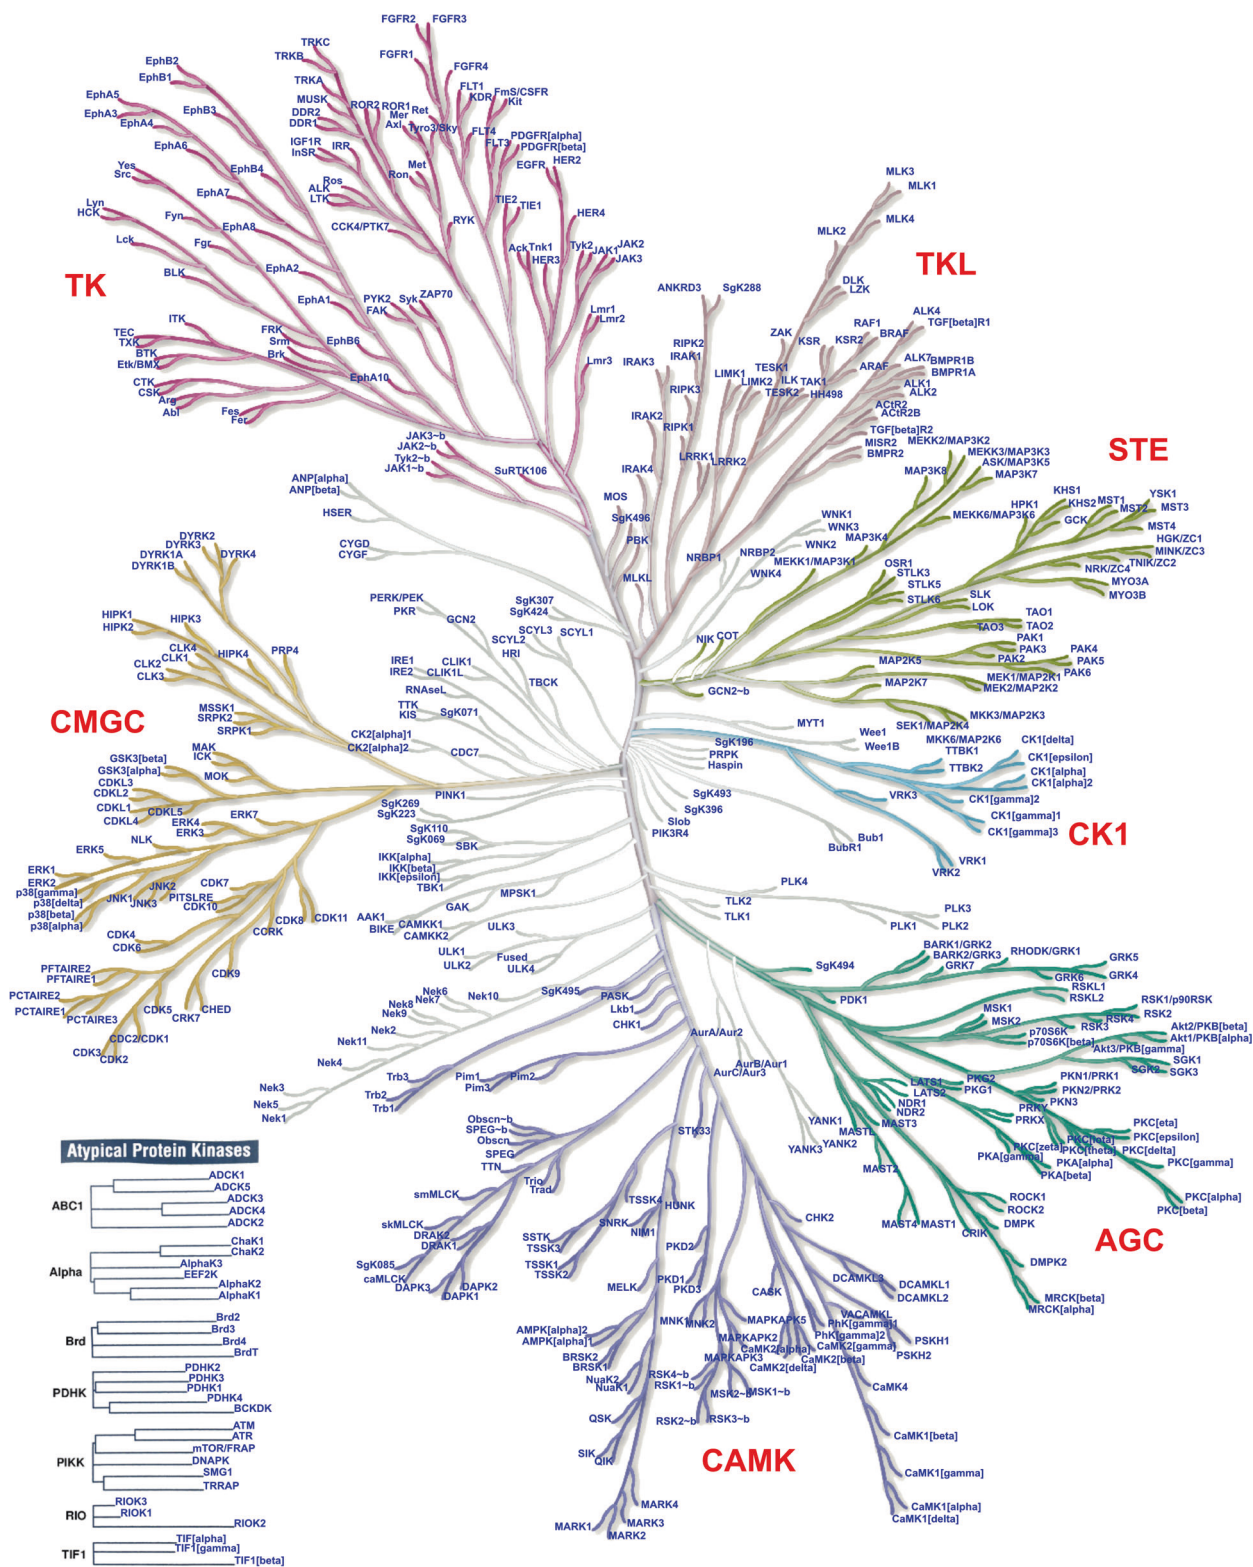 FGFR2
FGFR3
TRKC
TRKB
FGFR1
FGFR4
EphB2
EphB1
TRKA
FLT1
KDR
FmS/CSFR
Kit
EphA5
EphA3
EphA4
EphB3
MUSK
DDR2
DDR1
ROR2
ROR1
Mer
Axl
Ret
Tyro3/Sky
FLT4
FLT3
PDGFR[alpha]
PDGFR[beta]
EphA6
IGF1R
InSR
IRR
Met
Ron
EGFR
HER2
Yes
Src
EphB4
Ros
ALK
LTK
EphA7
Lyn
HCK
Fyn
EphA8
CCK4/PTK7
RYK
TIE2
TIE1
HER4
Lck
Fgr
Ack
Tnk1
HER3
Tyk2
JAK1
JAK2
JAK3
BLK
EphA2
TK
EphA1
PYK2
FAK
Syk
ZAP70
Lmr1
Lmr2
Lmr3
ITK
TEC
TXK
BTK
Etk/BMX
FRK
Srm
Brk
EphB6
EphA10
CTK
CSK
Arg
Abl
Fes
Fer
JAK3~b
JAK2~b
Tyk2~b
JAK1~b
SuRTK106
MLK3
MLK1
MLK4
MLK2
TKL
DLK
LZK
ANKRD3
SgK288
ZAK
KSR
KSR2
RAF1
BRAF
ARAF
ALK4
TGF[beta]R1
RIPK2
IRAK1
IRAK3
RIPK3
LIMK1
LIMK2
TESK1
TESK2
ILK
TAK1
HH498
ALK7
BMPR1B
BMPR1A
ALK1
ALK2
ACtR2
ACtR2B
IRAK2
RIPK1
TGF[beta]R2
MISR2
BMPR2
LRRK1
LRRK2
IRAK4
MOS
SgK496
PBK
MLKL
NRBP1
NRBP2
WNK1
WNK3
WNK2
WNK4
MEKK2/MAP3K2
MEKK3/MAP3K3
ASK/MAP3K5
MAP3K7
MAP3K8
MEKK6/MAP3K6
MAP3K4
MEKK1/MAP3K1
STE
KHS1
KHS2
HPK1
GCK
MST1
MST2
YSK1
MST3
MST4
HGK/ZC1
MINK/ZC3
TNIK/ZC2
NRK/ZC4
MYO3A
MYO3B
OSR1
STLK3
STLK5
STLK6
SLK
LOK
TAO1
TAO2
TAO3
PAK1
PAK3
PAK2
PAK4
PAK5
PAK6
NIK
COT
MAP2K5
MAP2K7
MEK1/MAP2K1
MEK2/MAP2K2
GCN2~b
SEK1/MAP2K4
MKK3/MAP2K3
MKK6/MAP2K6
ANP[alpha]
ANP[beta]
HSER
CYGD
CYGF
PERK/PEK
PKR
GCN2
SgK307
SgK424
SCYL3
SCYL2
SCYL1
HRI
TBCK
IRE1
IRE2
CLIK1
CLIK1L
RNAseL
TTK
KIS
SgK071
CK2[alpha]1
CK2[alpha]2
CDC7
PINK1
DYRK2
DYRK3
DYRK1A
DYRK1B
DYRK4
HIPK1
HIPK2
HIPK3
CLK4
CLK1
CLK2
CLK3
HIPK4
PRP4
CMGC
MSSK1
SRPK2
SRPK1
MAK
ICK
GSK3[beta]
GSK3[alpha]
MOK
CDKL3
CDKL2
CDKL1
CDKL4
CDKL5
ERK7
ERK4
ERK3
NLK
ERK5
ERK1
ERK2
p38[gamma]
p38[delta]
p38[beta]
p38[alpha]
JNK1
JNK2
JNK3
PITSLRE
CDK7
CDK10
CDK8
CDK11
CCRK
CDK4
CDK6
CDK9
PFTAIRE2
PFTAIRE1
PCTAIRE2
PCTAIRE1
PCTAIRE3
CDK5
CRK7
CHED
CDC2/CDK1
CDK3
CDK2
MYT1
Wee1
Wee1B
SgK196
PRPK
Haspin
SgK493
SgK396
Slob
PIK3R4
TTBK1
TTBK2
CK1[delta]
CK1[epsilon]
CK1[alpha]
CK1[alpha]2
CK1[gamma]2
CK1[gamma]1
CK1[gamma]3
CK1
VRK3
VRK1
VRK2
Bub1
BubR1
SgK269
SgK223
SgK110
SgK069
SBK
IKK[alpha]
IKK[beta]
IKK[epsilon]
TBK1
MPSK1
GAK
AAK1
BIKE
CAMKK1
CAMKK2
ULK3
ULK1
ULK2
Fused
ULK4
PLK4
TLK2
TLK1
PLK3
PLK1
PLK2
Nek6
Nek7
Nek8
Nek9
Nek10
Nek2
Nek11
Nek4
Nek3
Nek5
Nek1
SgK495
PASK
Lkb1
CHK1
AurA/Aur2
AurB/Aur1
AurC/Aur3
Trb3
Trb2
Trb1
Pim1
Pim2
Pim3
SgK494
PDK1
BARK1/GRK2
BARK2/GRK3
GRK7
RHODK/GRK1
GRK5
GRK6
GRK4
RSKL1
RSKL2
MSK1
MSK2
RSK1/p90RSK
RSK2
RSK4
RSK3
p70S6K
p70S6K[beta]
Akt2/PKB[beta]
Akt1/PKB[alpha]
Akt3/PKB[gamma]
SGK1
SGK2
SGK3
LATS1
LATS2
NDR1
NDR2
PKG2
PKG1
PKN1/PRK1
PKN2/PRK2
PKN3
PRKY
PRKX
MAST3
MASTL
YANK1
YANK2
YANK3
MAST2
MAST4
MAST1
PKC[zeta]
PKC[iota]
PKC[theta]
PKC[eta]
PKC[epsilon]
PKC[delta]
PKC[gamma]
PKC[alpha]
PKC[beta]
PKA[gamma]
PKA[alpha]
PKA[beta]
ROCK1
ROCK2
DMPK
CRIK
DMPK2
MRCK[beta]
MRCK[alpha]
AGC
Obscn~b
SPEG~b
Obscn
SPEG
TTN
STK33
smMLCK
Trio
Trad
skMLCK
DRAK2
DRAK1
SgK085
caMLCK
DAPK3
DAPK2
DAPK1
TSSK4
HUNK
SNRK
NIM1
SSTK
TSSK3
TSSK1
TSSK2
PKD2
PKD1
PKD3
CHK2
MELK
MNK1
MNK2
CASK
DCAMKL3
DCAMKL1
DCAMKL2
VACAMKL
PhK[gamma]1
PhK[gamma]2
PSKH1
PSKH2
MAPKAPK5
MAPKAPK2
MAPKAPK3
CaMK2[alpha]
CaMK2[gamma]
CaMK2[beta]
CaMK2[delta]
AMPK[alpha]2
AMPK[alpha]1
BRSK2
BRSK1
NuaK2
NuaK1
RSK4~b
RSK1~b
MSK2~b
MSK1~b
RSK2~b
RSK3~b
CaMK4
QSK
SIK
QIK
CAMK
CaMK1[beta]
CaMK1[gamma]
CaMK1[alpha]
CaMK1[delta]
MARK4
MARK3
MARK1
MARK2
Atypical Protein Kinases
ABC1
ADCK1
ADCK5
ADCK3
ADCK4
ADCK2
Alpha
ChaK1
ChaK2
AlphaK3
EEF2K
AlphaK2
AlphaK1
Brd
Brd2
Brd3
Brd4
BrdT
PDHK
PDHK2
PDHK3
PDHK1
PDHK4
BCKDK
PIKK
ATM
ATR
mTOR/FRAP
DNAPK
SMG1
TRRAP
RIO
RIOK3
RIOK1
RIOK2
TIF1
TIF[alpha]
TIF1[gamma]
TIF1[beta]